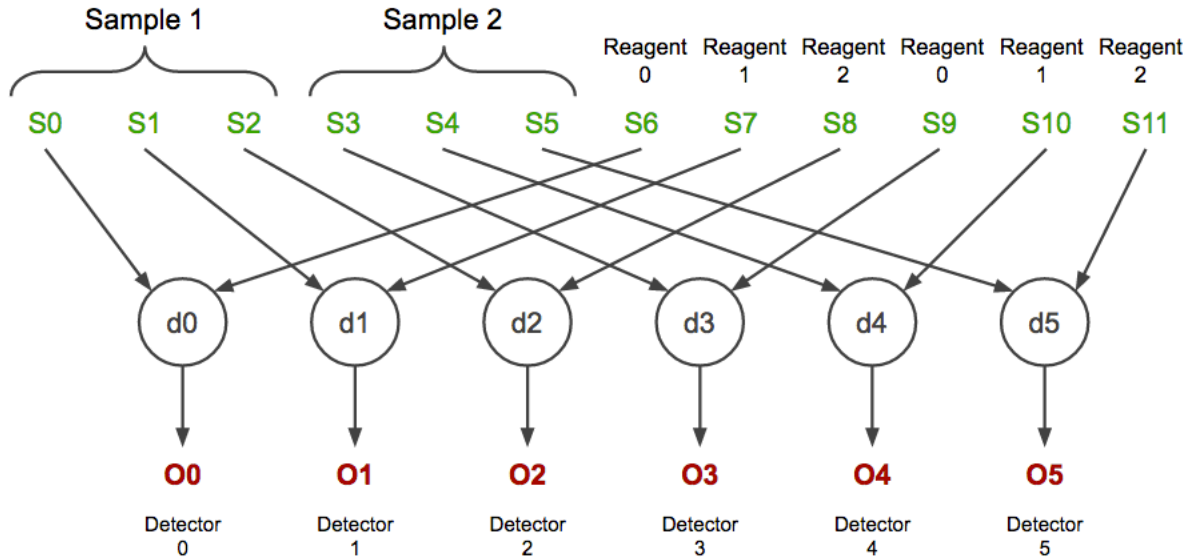 Sample 1 Sample 2
Reagent Reagent Reagent Reagent Reagent Reagent
0 1 2 0 1 2
S0 S1 S2 S3 S4 S5 S6 S7 S8 S9 S10 S11
d0 d1 d2 d3 d4 d5
O0 O1 O2 O3 O4 O5
Detector Detector Detector Detector Detector Detector
0 1 2 3 4 5